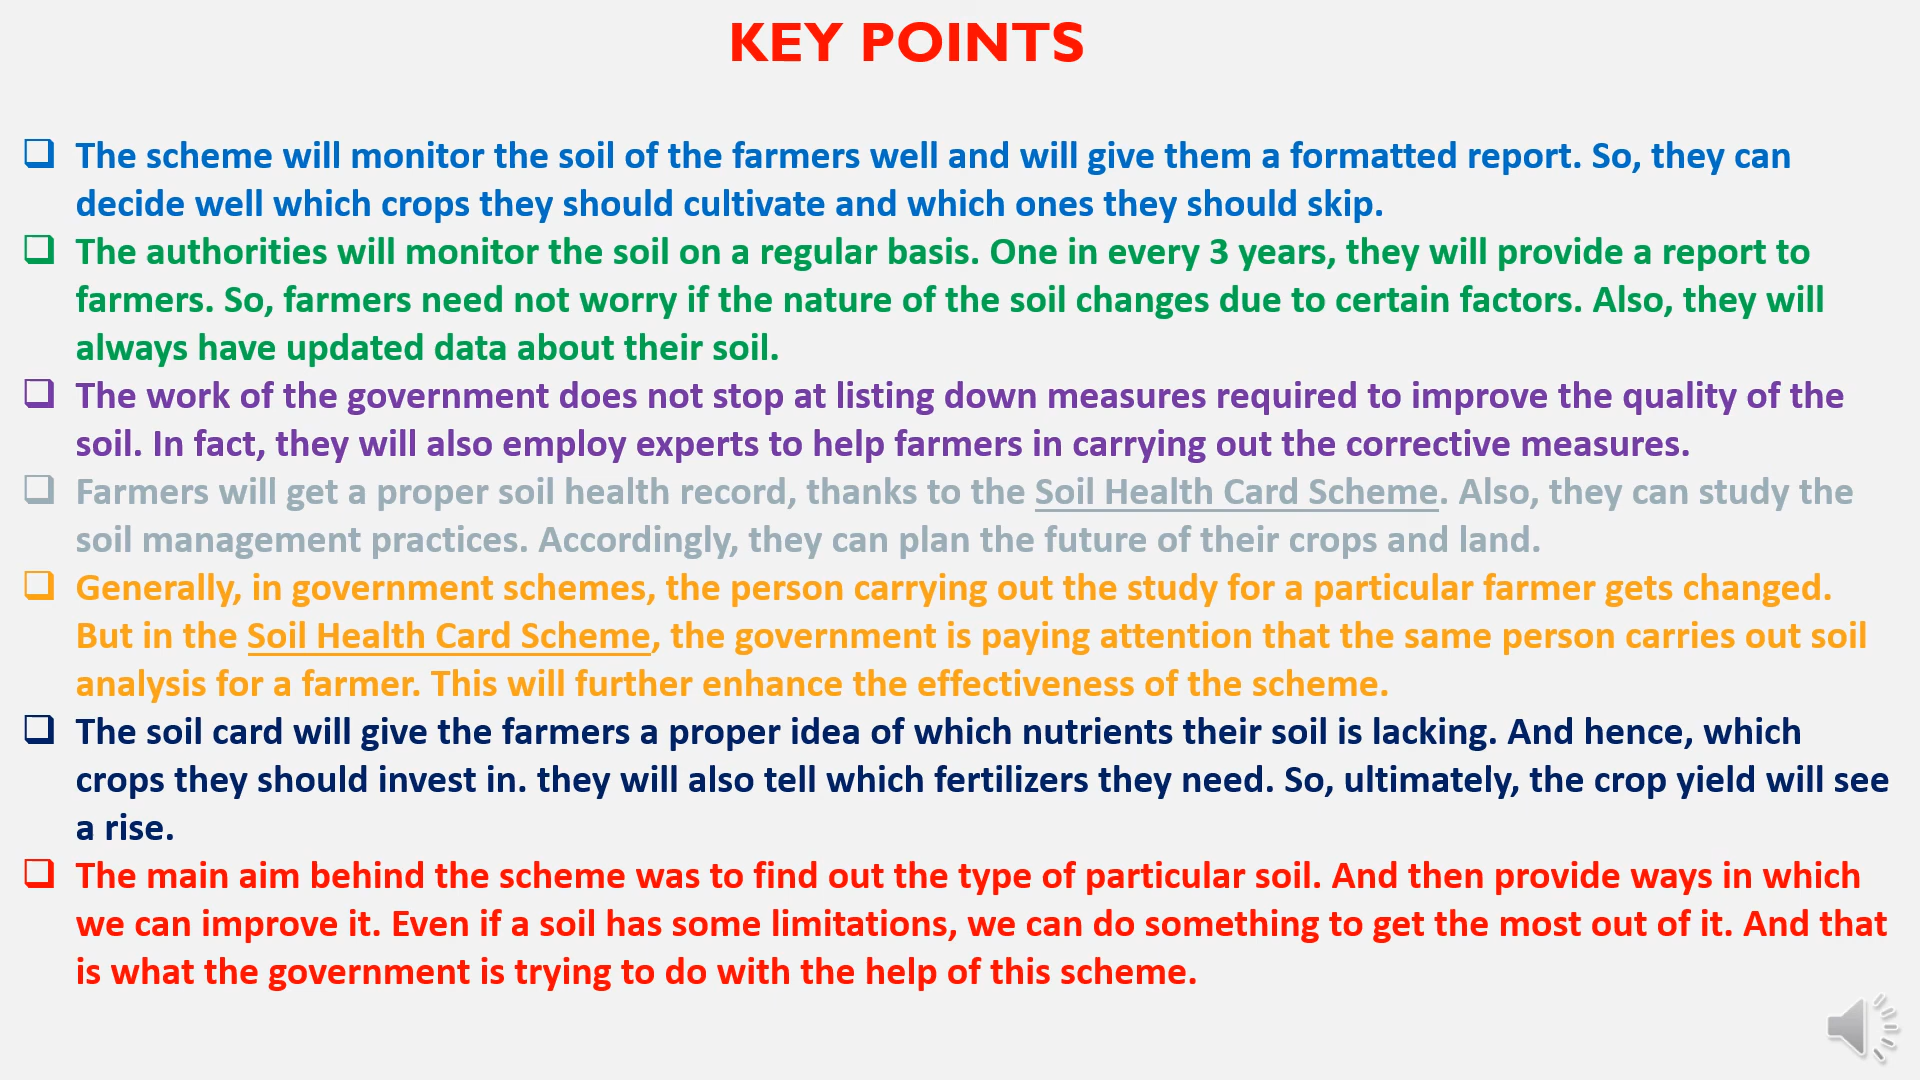 KEY POINTS
The scheme will monitor the soil of the farmers well and will give them a formatted report. So, they can
decide well which crops they should cultivate and which ones they should skip.
The authorities will monitor the soil on a regular basis. One in every 3 years, they will provide a report to
farmers. So, farmers need not worry if the nature of the soil changes due to certain factors. Also, they will
always have updated data about their soil.
The work of the government does not stop at listing down measures required to improve the quality of the
soil. In fact, they will also employ experts to help farmers in carrying out the corrective measures.
Farmers will get a proper soil health record, thanks to the Soil Health Card Scheme. Also, they can study the
soil management practices. Accordingly, they can plan the future of their crops and land.
Generally, in government schemes, the person carrying out the study for a particular farmer gets changed.
But in the Soil Health Card Scheme, the government is paying attention that the same person carries out soil
analysis for a farmer. This will further enhance the effectiveness of the scheme.
The soil card will give the farmers a proper idea of which nutrients their soil is lacking. And hence, which
crops they should invest in. they will also tell which fertilizers they need. So, ultimately, the crop yield will see
a rise.
The main aim behind the scheme was to find out the type of particular soil. And then provide ways in which
we can improve it. Even if a soil has some limitations, we can do something to get the most out of it. And that
is what the government is trying to do with the help of this scheme.